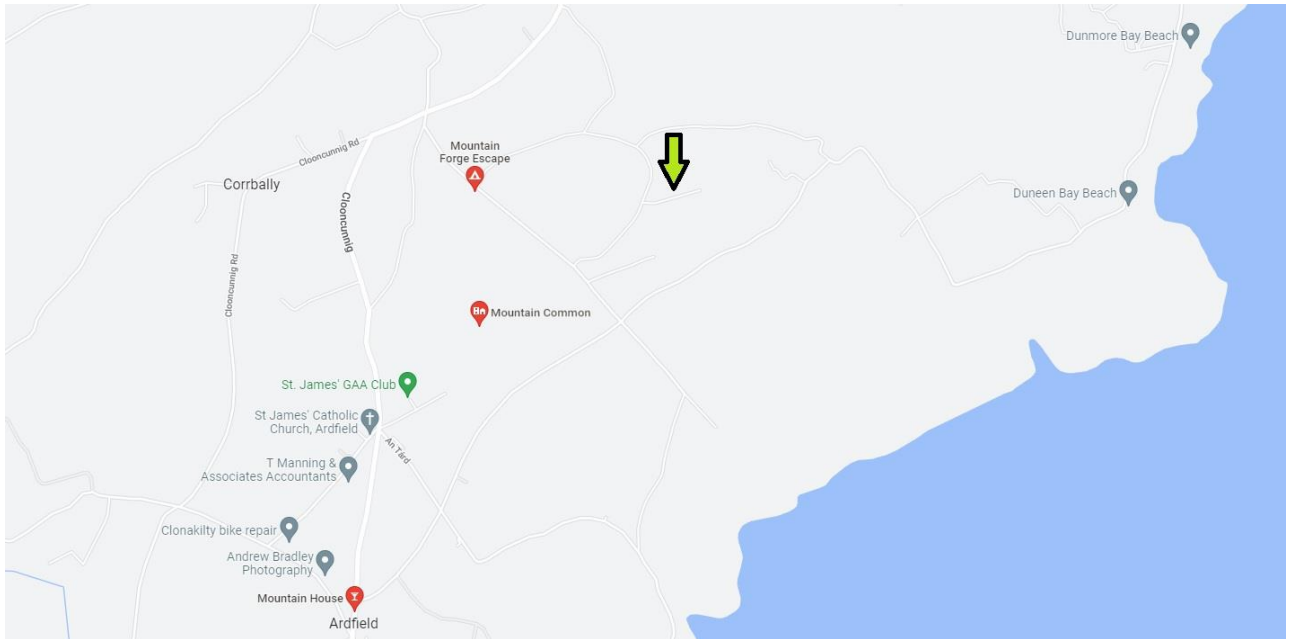 Dunmore Bay Beach
Clooncunnig Rd
Mountain
Forge Escape
Corrbally
Clooncunnig
Duneen Bay Beach
Clooncunnig Rd
Mountain Common
St. James' GAA Club
St James' Catholic
Church, Ardfield
An Tard
T Manning &
Associates Accountants
Clonakilty bike repair
Andrew Bradley
Photography
Mountain House
Ardfield